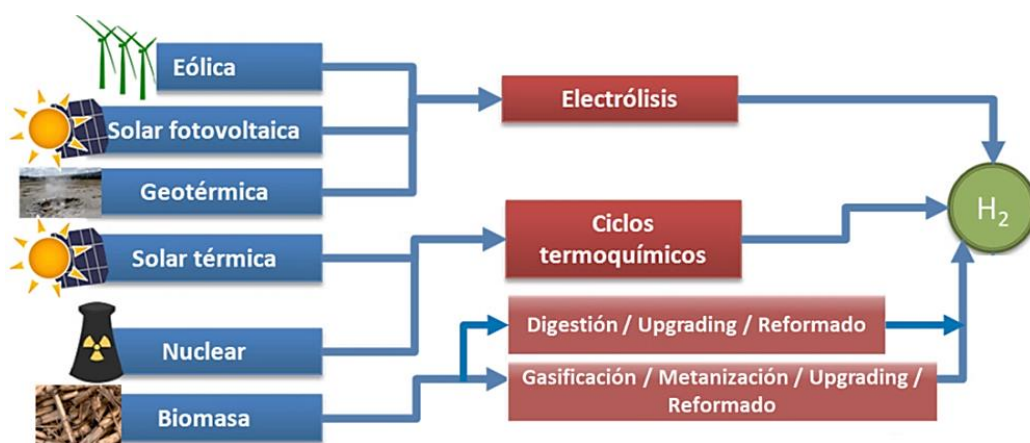 Eólica
Solar fotovoltaica
Geotérmica
Solar térmica
Nuclear
Biomasa
Electrólisis
Ciclos
termoquímicos
Digestión / Upgrading / Reformado
Gasificación / Metanización / Upgrading /
Reformado
H₂